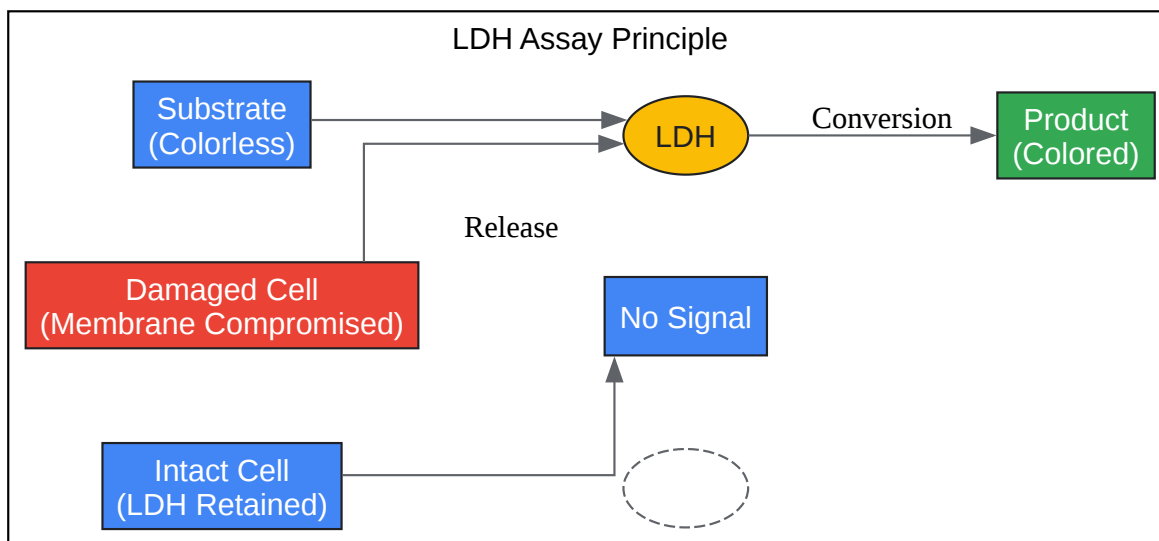 LDH Assay Principle
Substrate
(Colorless)
LDH
Conversion
Product
(Colored)
Release
Damaged Cell
(Membrane Compromised)
No Signal
Intact Cell
(LDH Retained)